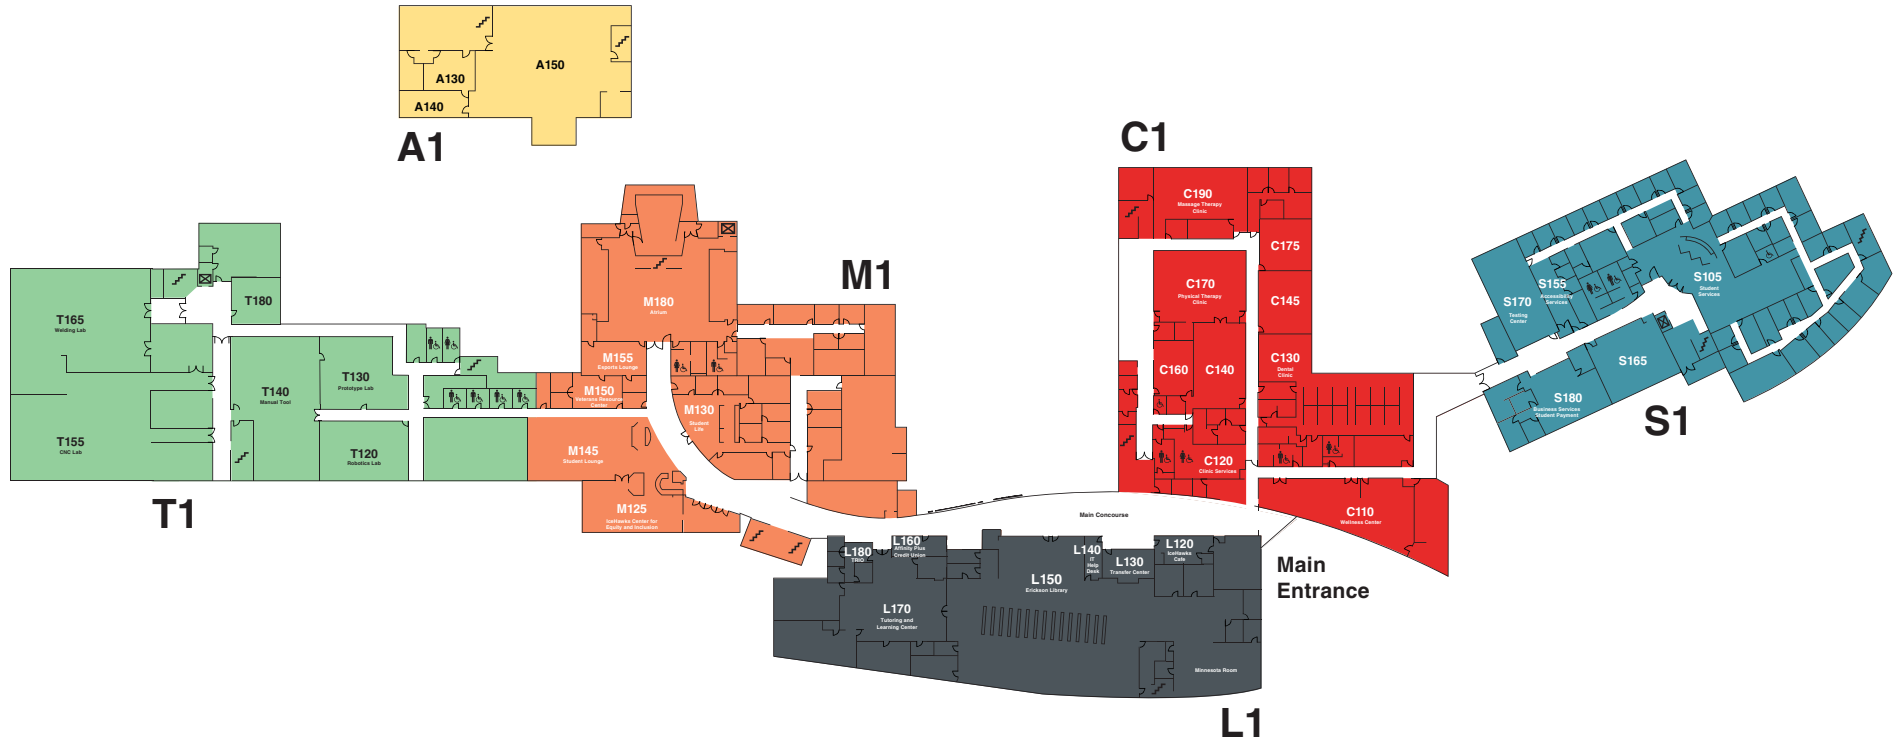 A150
A130
A140
A1
C1
C190
Massage Therapy
Clinic
C175
C170
Physical Therapy
Clinic
C145
C130
Dental
Clinic
C160
C140
C120
Clinic Services
C110
Wellness Center
S105
Student
Services
S155
Accessibility
Services
S170
Testing
Center
S165
S180
Business Services
Student Payment
S1
M1
M180
Atrium
M155
Esports Lounge
M150
Veterans Resource
Center
M130
Student
Life
M145
Student Lounge
M125
IceHawks Center for
Equity and Inclusion
T180
T165
Welding Lab
T130
Prototype Lab
T140
Manual Tool
T155
CNC Lab
T120
Robotics Lab
T1
Main Concourse
L180
TRIO
L160
Affinity Plus
Credit Union
L140
IT
Help
Desk
L130
Transfer Center
L120
IceHawks
Cafe
L150
Erickson Library
L170
Tutoring and
Learning Center
Minnesota Room
Main
Entrance
L1